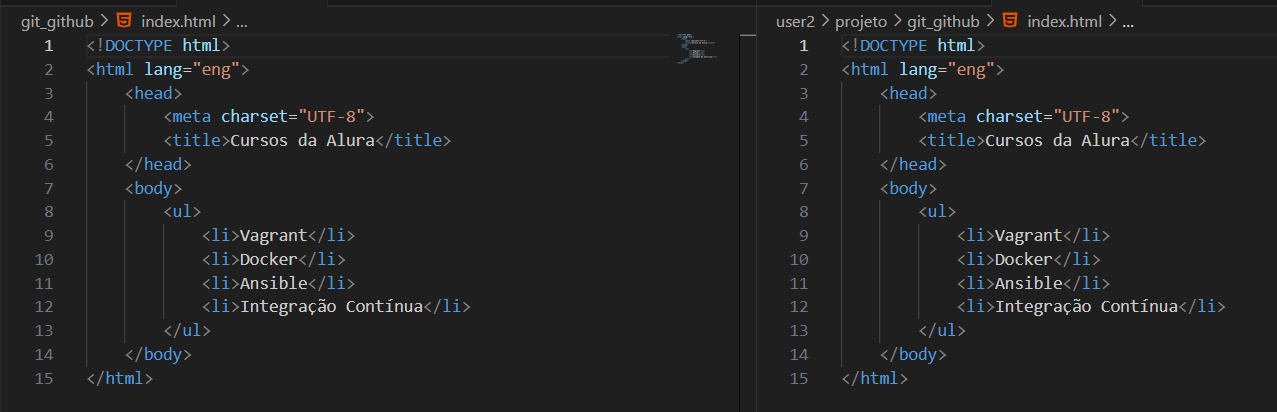 git_github > index.html > ...
1 <!DOCTYPE html>
2 <html lang="eng">
3     <head>
4         <meta charset="UTF-8">
5         <title>Cursos da Alura</title>
6     </head>
7     <body>
8         <ul>
9             <li>Vagrant</li>
10             <li>Docker</li>
11             <li>Ansible</li>
12             <li>Integração Contínua</li>
13         </ul>
14     </body>
15 </html>
user2 > projeto > git_github > index.html > ...
1 <!DOCTYPE html>
2 <html lang="eng">
3     <head>
4         <meta charset="UTF-8">
5         <title>Cursos da Alura</title>
6     </head>
7     <body>
8         <ul>
9             <li>Vagrant</li>
10             <li>Docker</li>
11             <li>Ansible</li>
12             <li>Integração Contínua</li>
13         </ul>
14     </body>
15 </html>